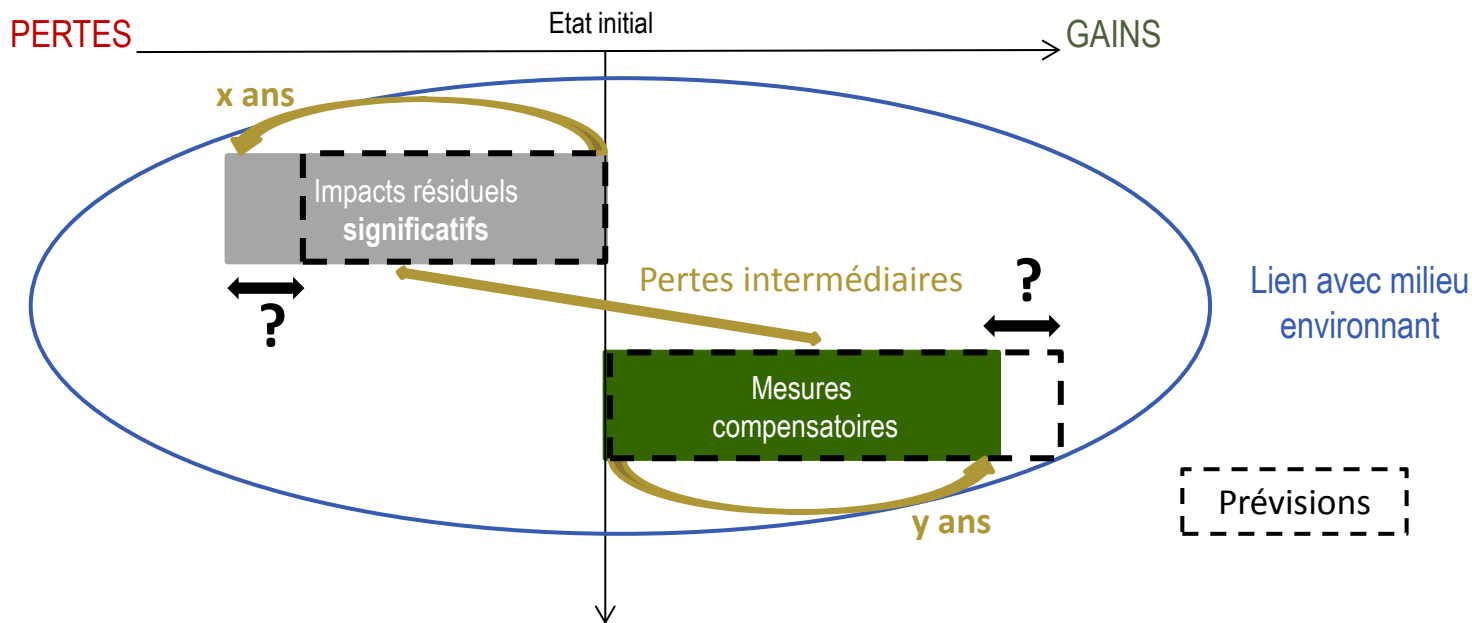 Etat initial
PERTES
GAINS
x ans
Impacts résiduels
significatifs
?
Pertes intermédiaires
?
Lien avec milieu
environnant
Mesures
compensatoires
y ans
Prévisions